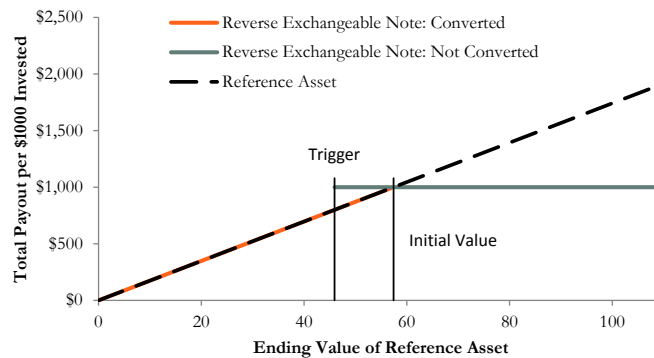 Total Payout per $1000 Invested
$2,500
$2,000
$1,500
$1,000
$500
$0
Reverse Exchangeable Note: Converted
Reverse Exchangeable Note: Not Converted
Reference Asset
Trigger
Initial Value
0 20 40 60 80 100
Ending Value of Reference Asset